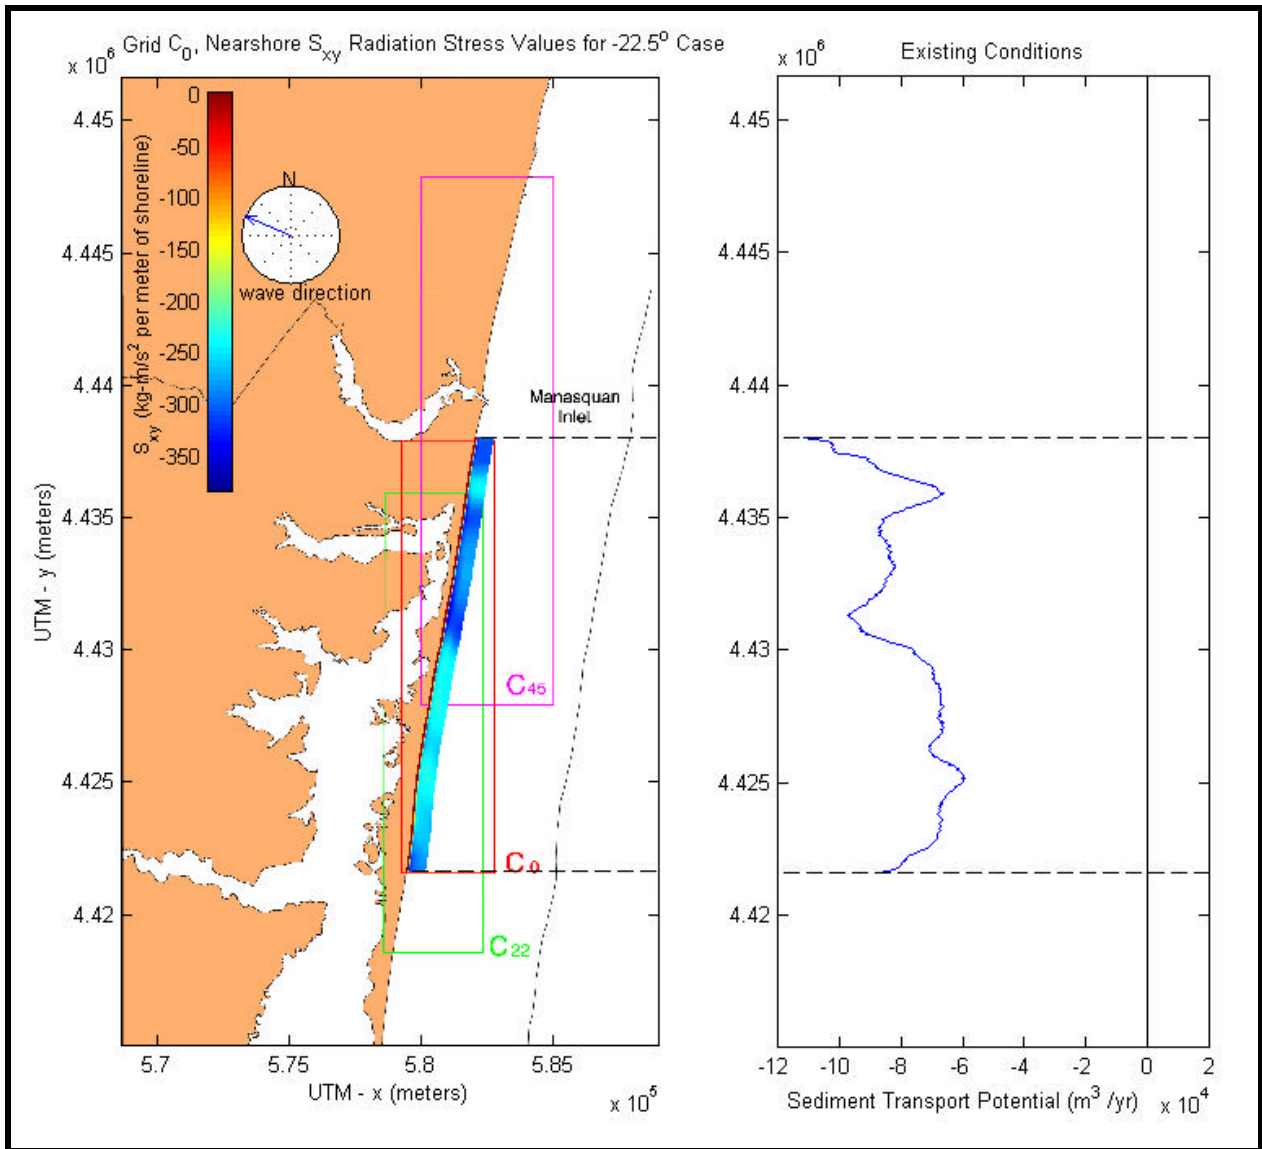 Grid C0, Nearshore Sxy Radiation Stress Values for -22.5o Case
x 10^6
4.45
4.445
4.44
4.435
4.43
4.425
4.42
UTM - y (meters)
0
-50
-100
-150
-200
-250
-300
-350
Sxy (kg-m/s² per meter of shoreline)
N
wave direction
Manasquan
Inlet
C45
C0
C22
5.7
5.75
5.8
5.85
UTM - x (meters)
x 10^5
Existing Conditions
x 10^6
4.45
4.445
4.44
4.435
4.43
4.425
4.42
-12
-10
-8
-6
-4
-2
0
2
Sediment Transport Potential (m³ /yr)
x 10^4